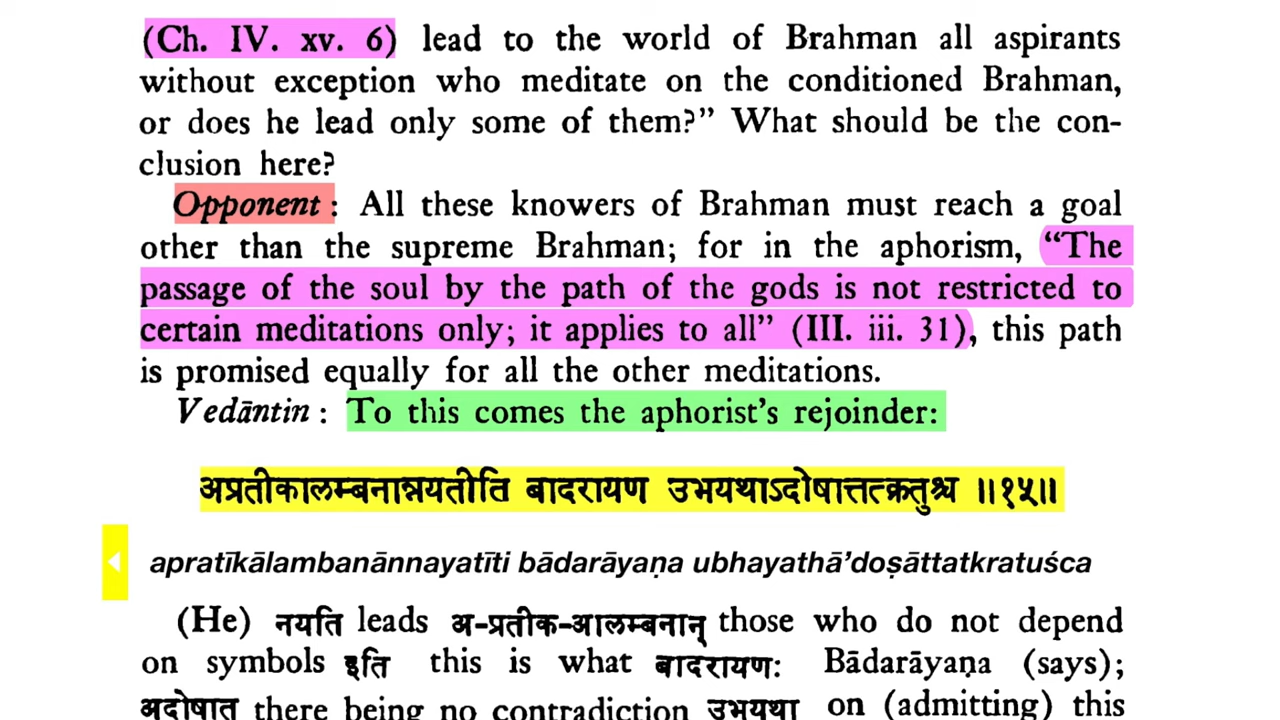 (Ch. IV. xv. 6) lead to the world of Brahman all aspirants
without exception who meditate on the conditioned Brahman,
or does he lead only some of them?” What should be the con-
clusion here?
Opponent: All these knowers of Brahman must reach a goal
other than the supreme Brahman; for in the aphorism, “The
passage of the soul by the path of the gods is not restricted to
certain meditations only; it applies to all” (III. iii. 31), this path
is promised equally for all the other meditations.
Vedāntin: To this comes the aphorist’s rejoinder:
अप्रतीकालम्बनान्नयतीति बादरायण उभयथाऽदोषात्तत्क्रतुश्च ॥१५॥
apratīkālambanānnayatīti bādarāyaṇa ubhayathā’doṣāttatkratuśca
(He) नयति leads अ-प्रतीक-आलम्बनान् those who do not depend
on symbols इति this is what बादरायणः Bādarāyaṇa (says);
अदोषात् there being no contradiction उभयथा on (admitting) this